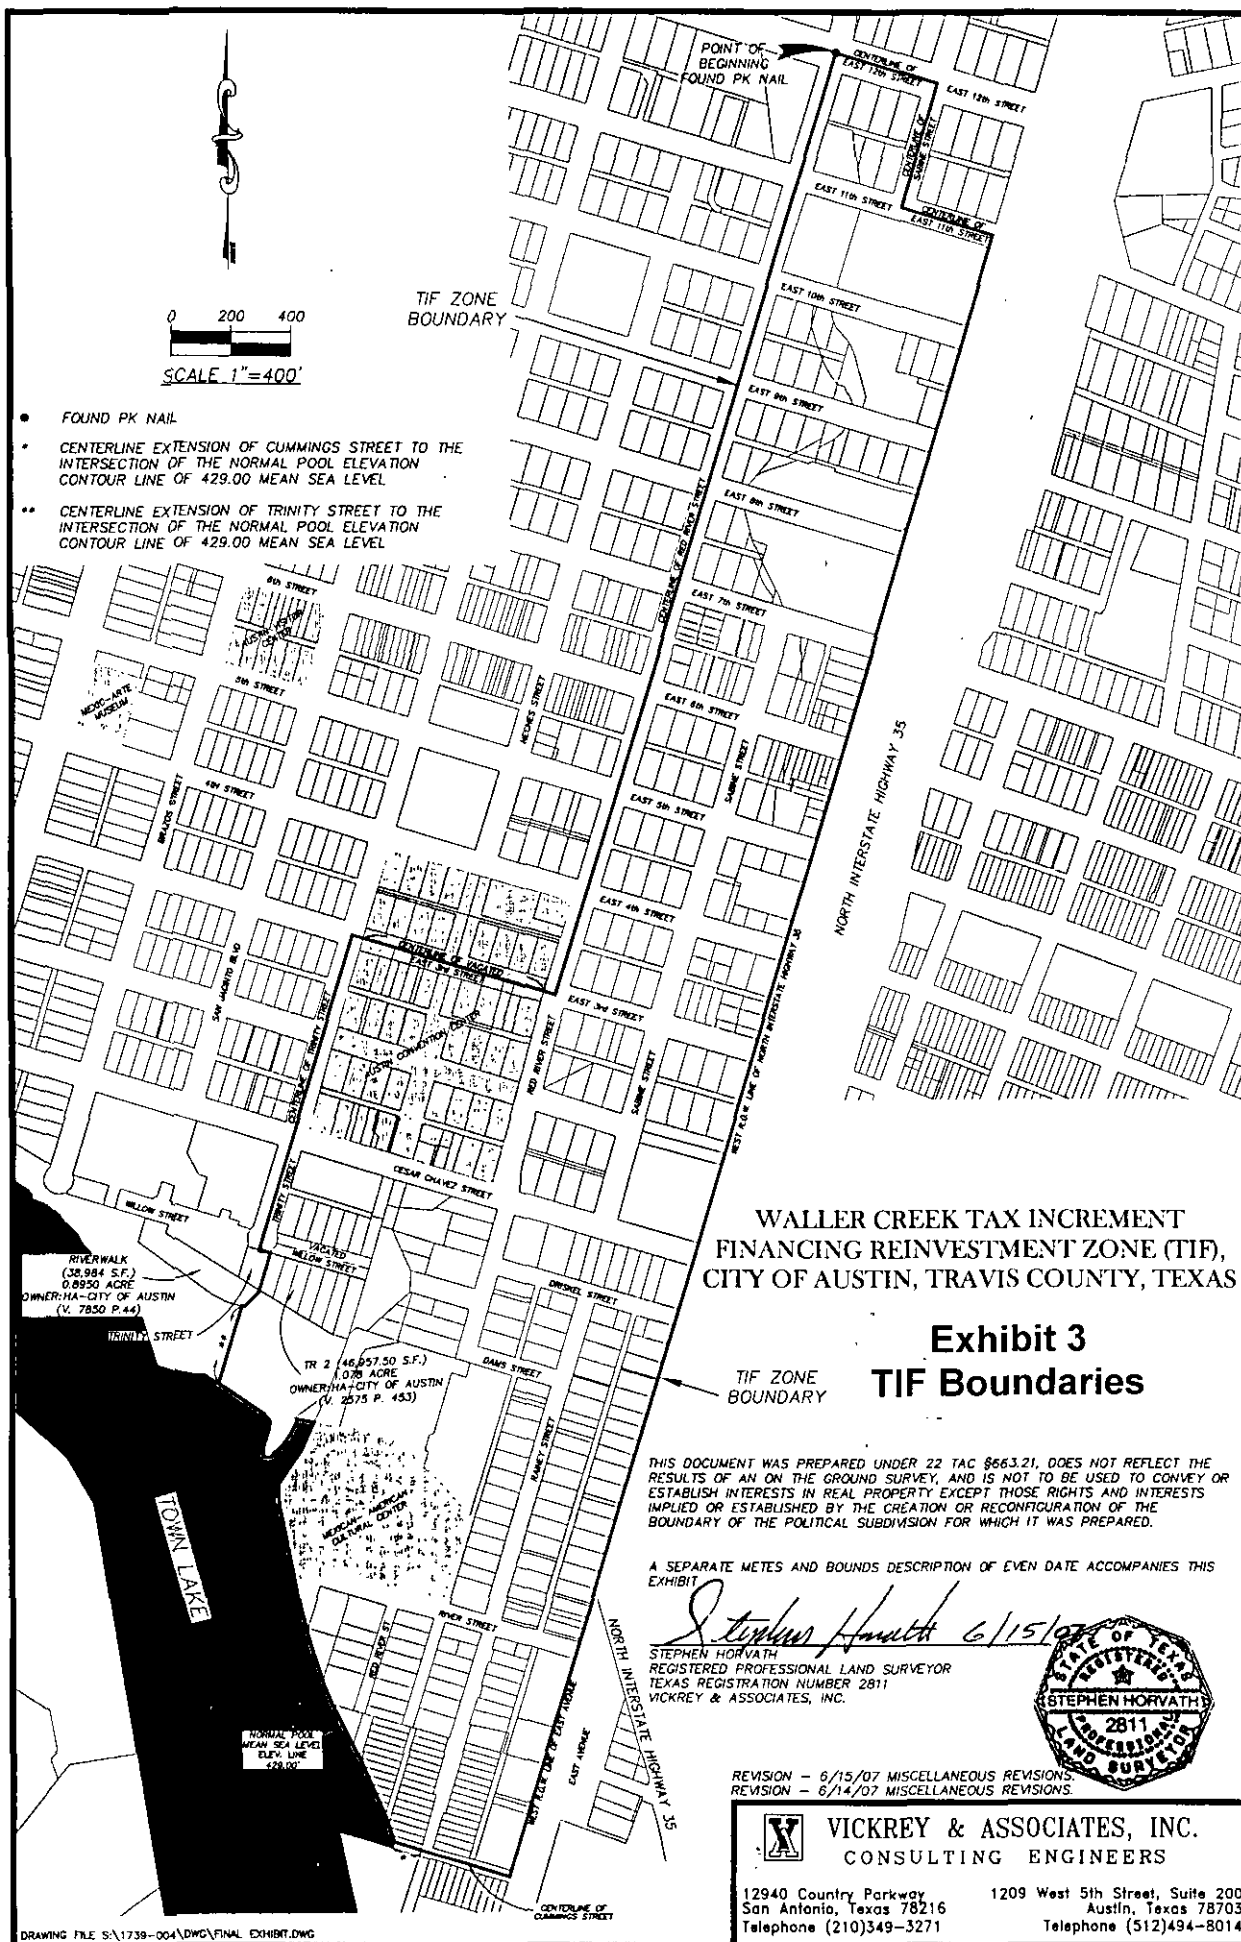 POINT OF
BEGINNING
FOUND PK NAIL
CENTERLINE OF
EAST 12th STREET
EAST 12th STREET
CENTERLINE OF
SABINE STREET
EAST 11th STREET
CENTERLINE OF
EAST 11th STREET
TIF ZONE
BOUNDARY
EAST 10th STREET
0 200 400
SCALE 1"=400'
EAST 9th STREET
• FOUND PK NAIL
* CENTERLINE EXTENSION OF CUMMINGS STREET TO THE
INTERSECTION OF THE NORMAL POOL ELEVATION
CONTOUR LINE OF 429.00 MEAN SEA LEVEL
** CENTERLINE EXTENSION OF TRINITY STREET TO THE
INTERSECTION OF THE NORMAL POOL ELEVATION
CONTOUR LINE OF 429.00 MEAN SEA LEVEL
EAST 8th STREET
CENTERLINE OF RED RIVER STREET
6th STREET
AUSTIN VISITOR
CENTER
EAST 7th STREET
5th STREET
MEXIC-ARTE
MUSEUM
NECHES STREET
EAST 6th STREET
SABINE STREET
NORTH INTERSTATE HIGHWAY 35
BRAZOS STREET
4th STREET
EAST 5th STREET
EAST 4th STREET
SAN JACINTO BLVD
CENTERLINE OF VACATED
EAST 3rd STREET
EAST 3rd STREET
WEST R.O.W. LINE OF NORTH INTERSTATE HIGHWAY 35
CENTERLINE OF TRINITY STREET
AUSTIN CONVENTION CENTER
RED RIVER STREET
SABINE STREET
CESAR CHAVEZ STREET
TRINITY STREET
WILLOW STREET
VACATED
WILLOW STREET
RIVERWALK
(38,984 S.F.)
0.8950 ACRE
OWNER:HA-CITY OF AUSTIN
(V. 7850 P.44)
DRISKEL STREET
TRINITY STREET
**
TR 2 (46,957.50 S.F.)
1.078 ACRE
OWNER:HA-CITY OF AUSTIN
(V. 2575 P. 453)
DAVIS STREET
RAINEY STREET
WALLER CREEK TAX INCREMENT
FINANCING REINVESTMENT ZONE (TIF),
CITY OF AUSTIN, TRAVIS COUNTY, TEXAS
Exhibit 3
TIF Boundaries
TIF ZONE
BOUNDARY
MEXICAN-AMERICAN
CULTURAL CENTER
TOWN LAKE
THIS DOCUMENT WAS PREPARED UNDER 22 TAC §663.21, DOES NOT REFLECT THE
RESULTS OF AN ON THE GROUND SURVEY, AND IS NOT TO BE USED TO CONVEY OR
ESTABLISH INTERESTS IN REAL PROPERTY EXCEPT THOSE RIGHTS AND INTERESTS
IMPLIED OR ESTABLISHED BY THE CREATION OR RECONFIGURATION OF THE
BOUNDARY OF THE POLITICAL SUBDIVISION FOR WHICH IT WAS PREPARED.
A SEPARATE METES AND BOUNDS DESCRIPTION OF EVEN DATE ACCOMPANIES THIS
EXHIBIT
Stephen Horvath 6/15/07
STEPHEN HORVATH
REGISTERED PROFESSIONAL LAND SURVEYOR
TEXAS REGISTRATION NUMBER 2811
VICKREY & ASSOCIATES, INC.
STATE OF TEXAS
REGISTERED
STEPHEN HORVATH
2811
PROFESSIONAL
LAND SURVEYOR
RIVER STREET
RED RIVER ST
NORTH INTERSTATE HIGHWAY 35
WEST R.O.W. LINE OF EAST AVENUE
EAST AVENUE
NORMAL POOL
MEAN SEA LEVEL
ELEV. LINE
429.00'
CENTERLINE OF
CUMMINGS STREET
REVISION - 6/15/07 MISCELLANEOUS REVISIONS.
REVISION - 6/14/07 MISCELLANEOUS REVISIONS.
VICKREY & ASSOCIATES, INC.
CONSULTING ENGINEERS
12940 Country Parkway
San Antonio, Texas 78216
Telephone (210)349-3271
1209 West 5th Street, Suite 200
Austin, Texas 78703
Telephone (512)494-8014
DRAWING FILE S:\1739-004\DWG\FINAL EXHIBIT.DWG